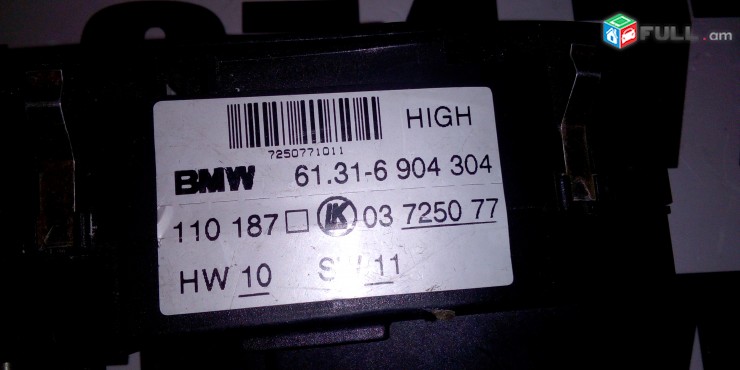 FULL.am
HIGH
7250771011
BMW 61.31-6 904 304
110 187 LK 03 7250 77
HW 10 SW 11